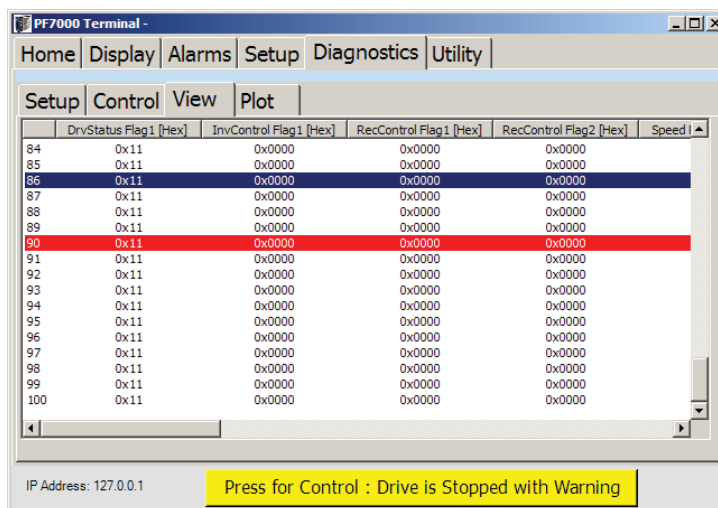 PF7000 Terminal -
Home Display Alarms Setup Diagnostics Utility
Setup Control View Plot
DrvStatus Flag1 [Hex] InvControl Flag1 [Hex] RecControl Flag1 [Hex] RecControl Flag2 [Hex] Speed
84 0x11 0x0000 0x0000 0x0000
85 0x11 0x0000 0x0000 0x0000
86 0x11 0x0000 0x0000 0x0000
87 0x11 0x0000 0x0000 0x0000
88 0x11 0x0000 0x0000 0x0000
89 0x11 0x0000 0x0000 0x0000
90 0x11 0x0000 0x0000 0x0000
91 0x11 0x0000 0x0000 0x0000
92 0x11 0x0000 0x0000 0x0000
93 0x11 0x0000 0x0000 0x0000
94 0x11 0x0000 0x0000 0x0000
95 0x11 0x0000 0x0000 0x0000
96 0x11 0x0000 0x0000 0x0000
97 0x11 0x0000 0x0000 0x0000
98 0x11 0x0000 0x0000 0x0000
99 0x11 0x0000 0x0000 0x0000
100 0x11 0x0000 0x0000 0x0000
IP Address: 127.0.0.1 Press for Control : Drive is Stopped with Warning